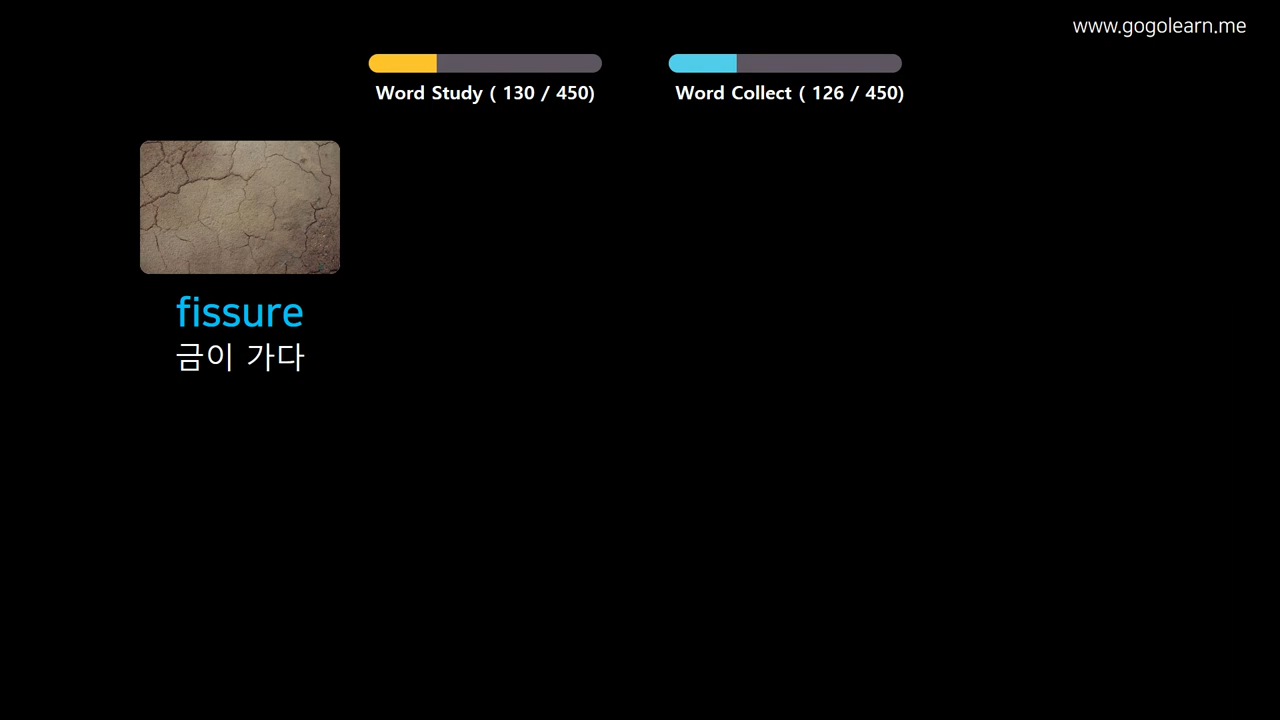 www.gogolearn.me
Word Study ( 130 / 450)
Word Collect ( 126 / 450)
fissure
금이 가다